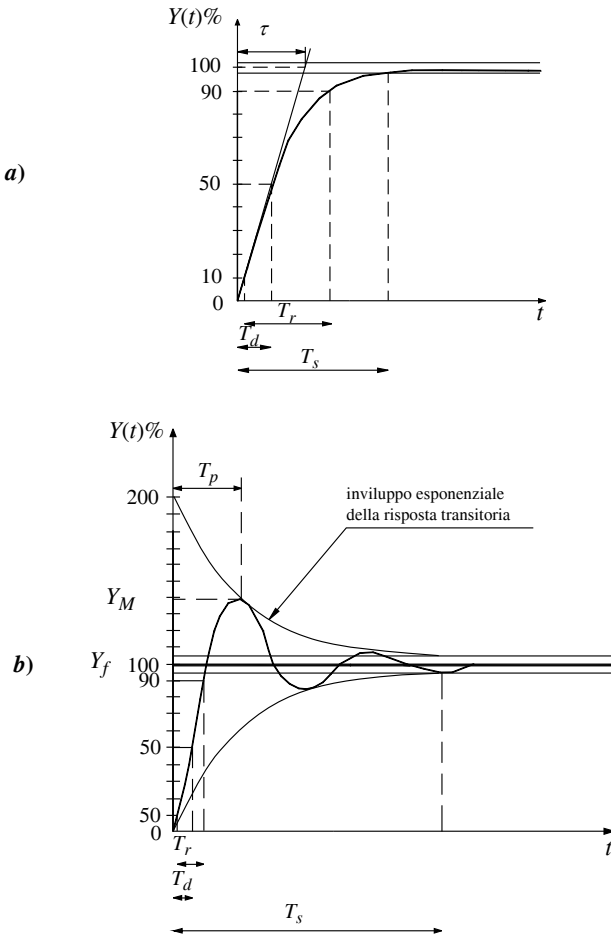 Y(t)%
τ
100
90
a)
50
10
0
T_r
t
T_d
T_s
Y(t)%
T_p
200
inviluppo esponenziale
della risposta transitoria
Y_M
b)
Y_f
100
90
50
50
0
T_r
t
T_d
T_s